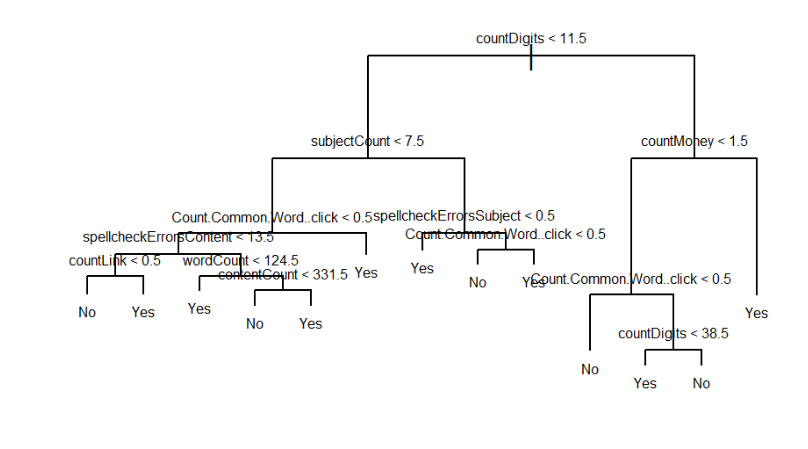 countDigits < 11.5
subjectCount < 7.5
countMoney < 1.5
Count.Common.Word..click < 0.5
spellcheckErrorsSubject < 0.5
spellcheckErrorsContent < 13.5
Count.Common.Word..click < 0.5
countLink < 0.5
wordCount < 124.5
contentCount < 331.5
Yes
Yes
No
Yes
Count.Common.Word..click < 0.5
No
Yes
Yes
No
Yes
Yes
countDigits < 38.5
No
Yes
No